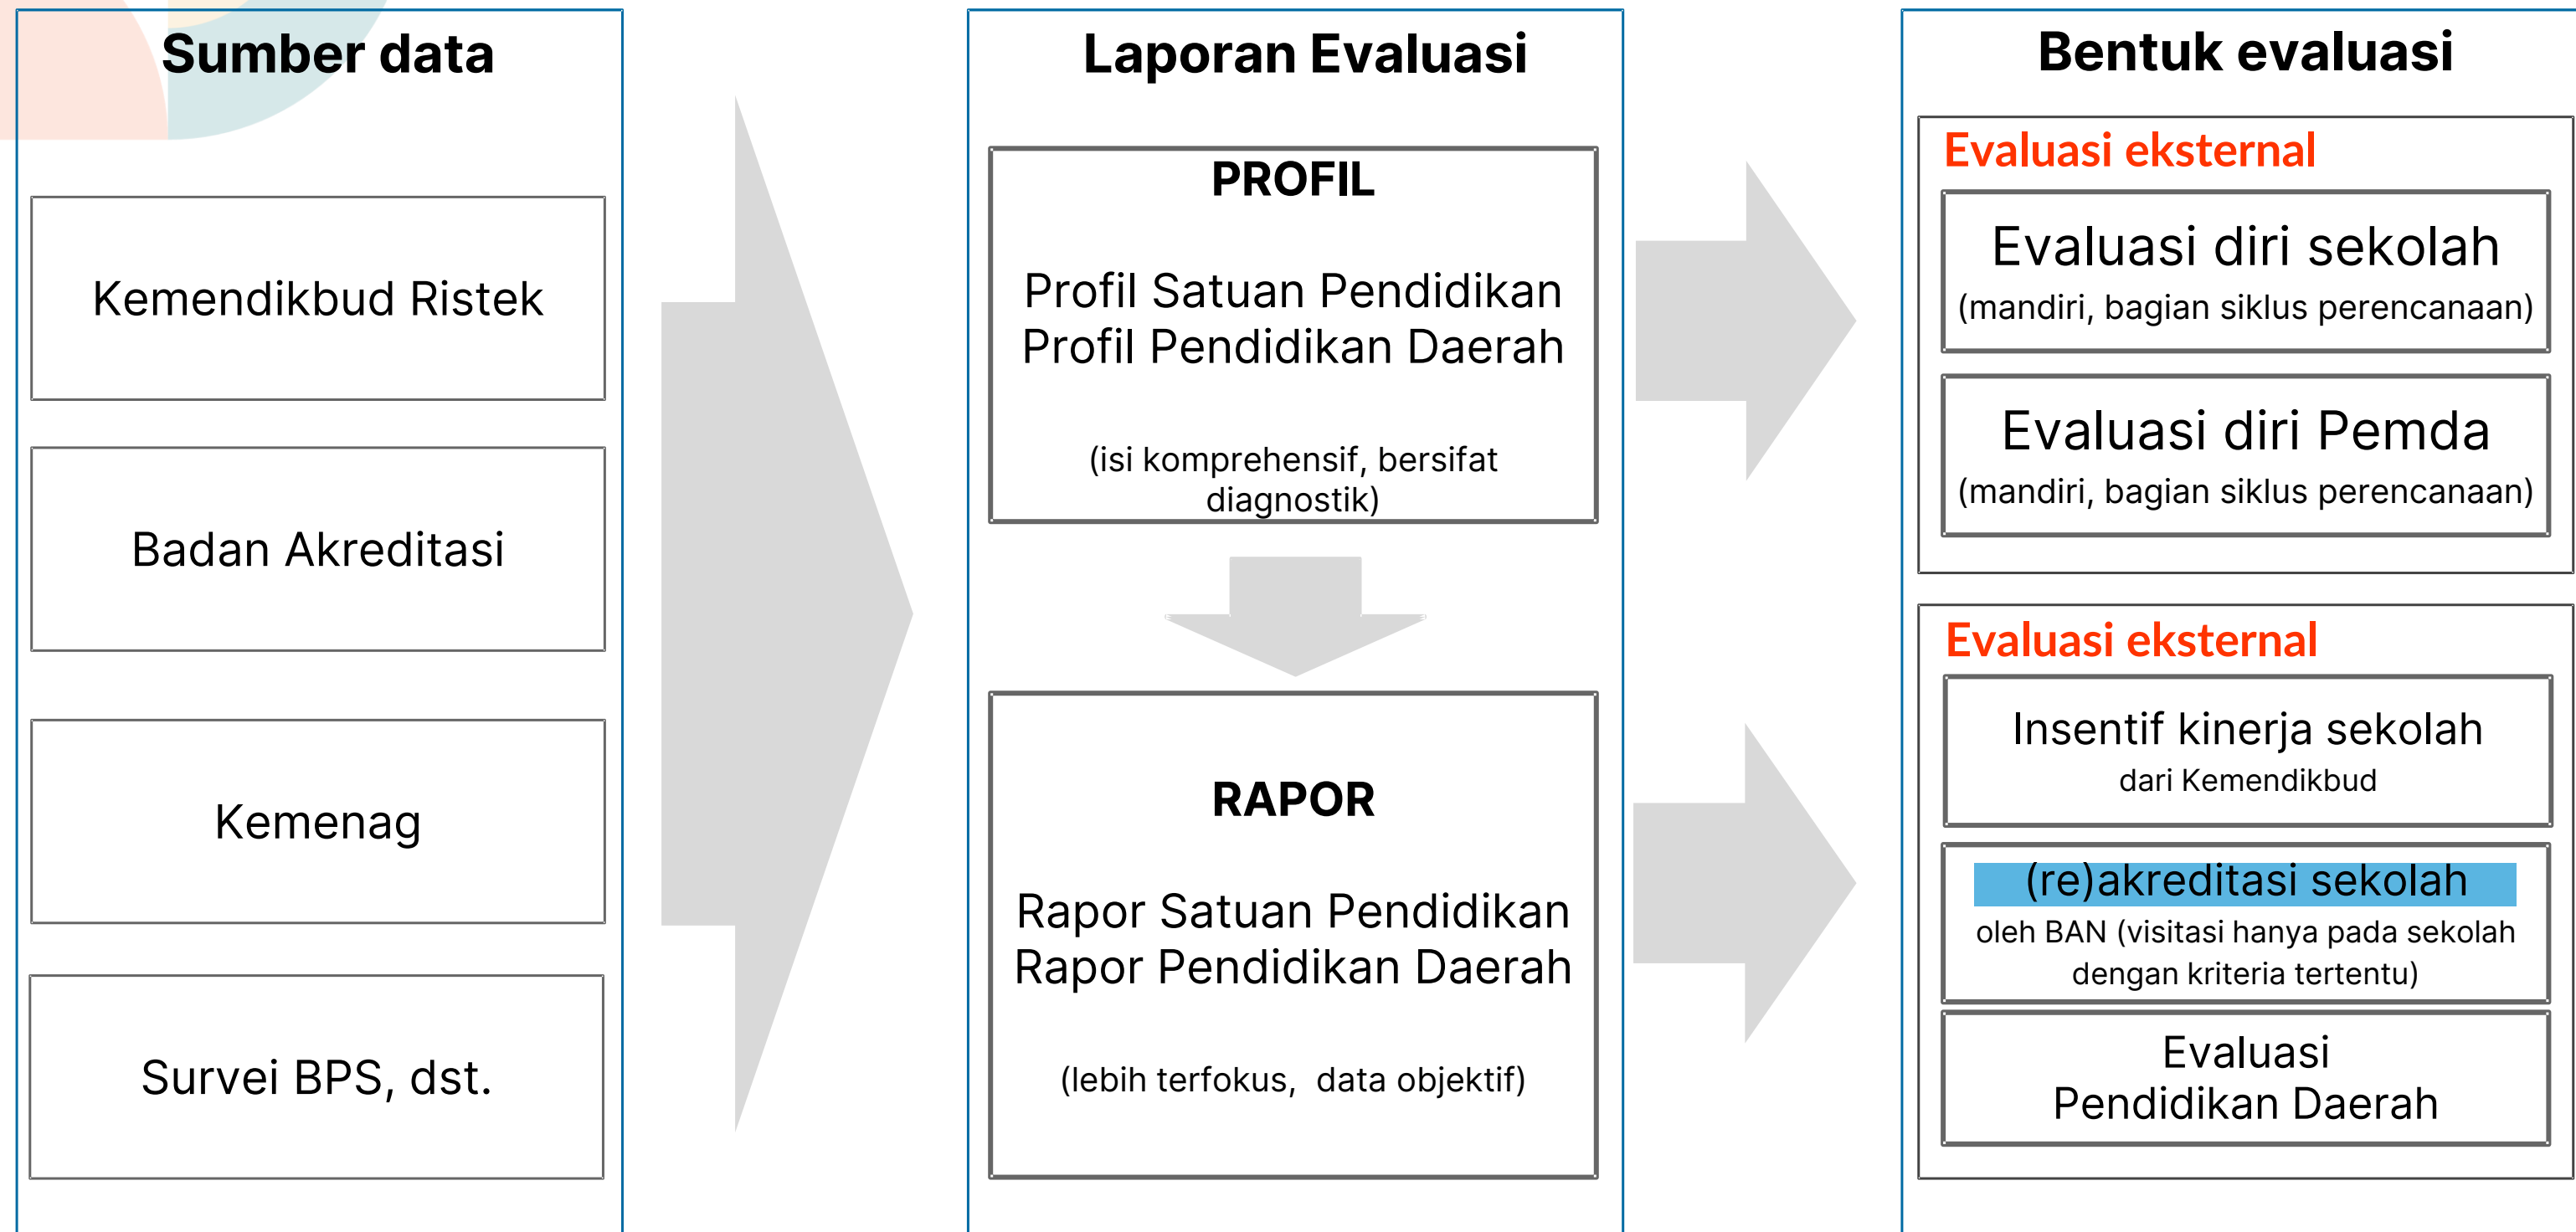 Sumber data
Kemendikbud Ristek
Badan Akreditasi
Kemenag
Survei BPS, dst.
Laporan Evaluasi
PROFIL
Profil Satuan Pendidikan
Profil Pendidikan Daerah
(isi komprehensif, bersifat
diagnostik)
RAPOR
Rapor Satuan Pendidikan
Rapor Pendidikan Daerah
(lebih terfokus, data objektif)
Bentuk evaluasi
Evaluasi eksternal
Evaluasi diri sekolah
(mandiri, bagian siklus perencanaan)
Evaluasi diri Pemda
(mandiri, bagian siklus perencanaan)
Evaluasi eksternal
Insentif kinerja sekolah
dari Kemendikbud
(re)akreditasi sekolah
oleh BAN (visitasi hanya pada sekolah
dengan kriteria tertentu)
Evaluasi
Pendidikan Daerah